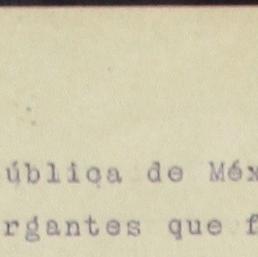 ública de Méx
rgantes que f